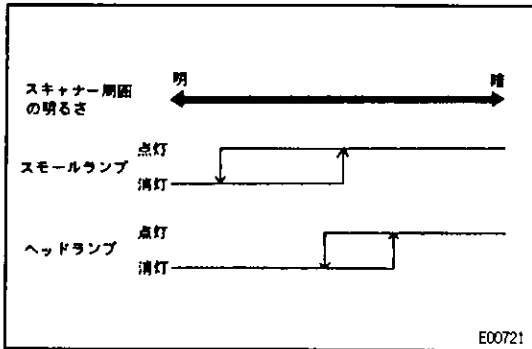 明 暗
スキャナー周囲
の明るさ
点灯
スモールランプ
消灯
点灯
ヘッドランプ
消灯
E00721